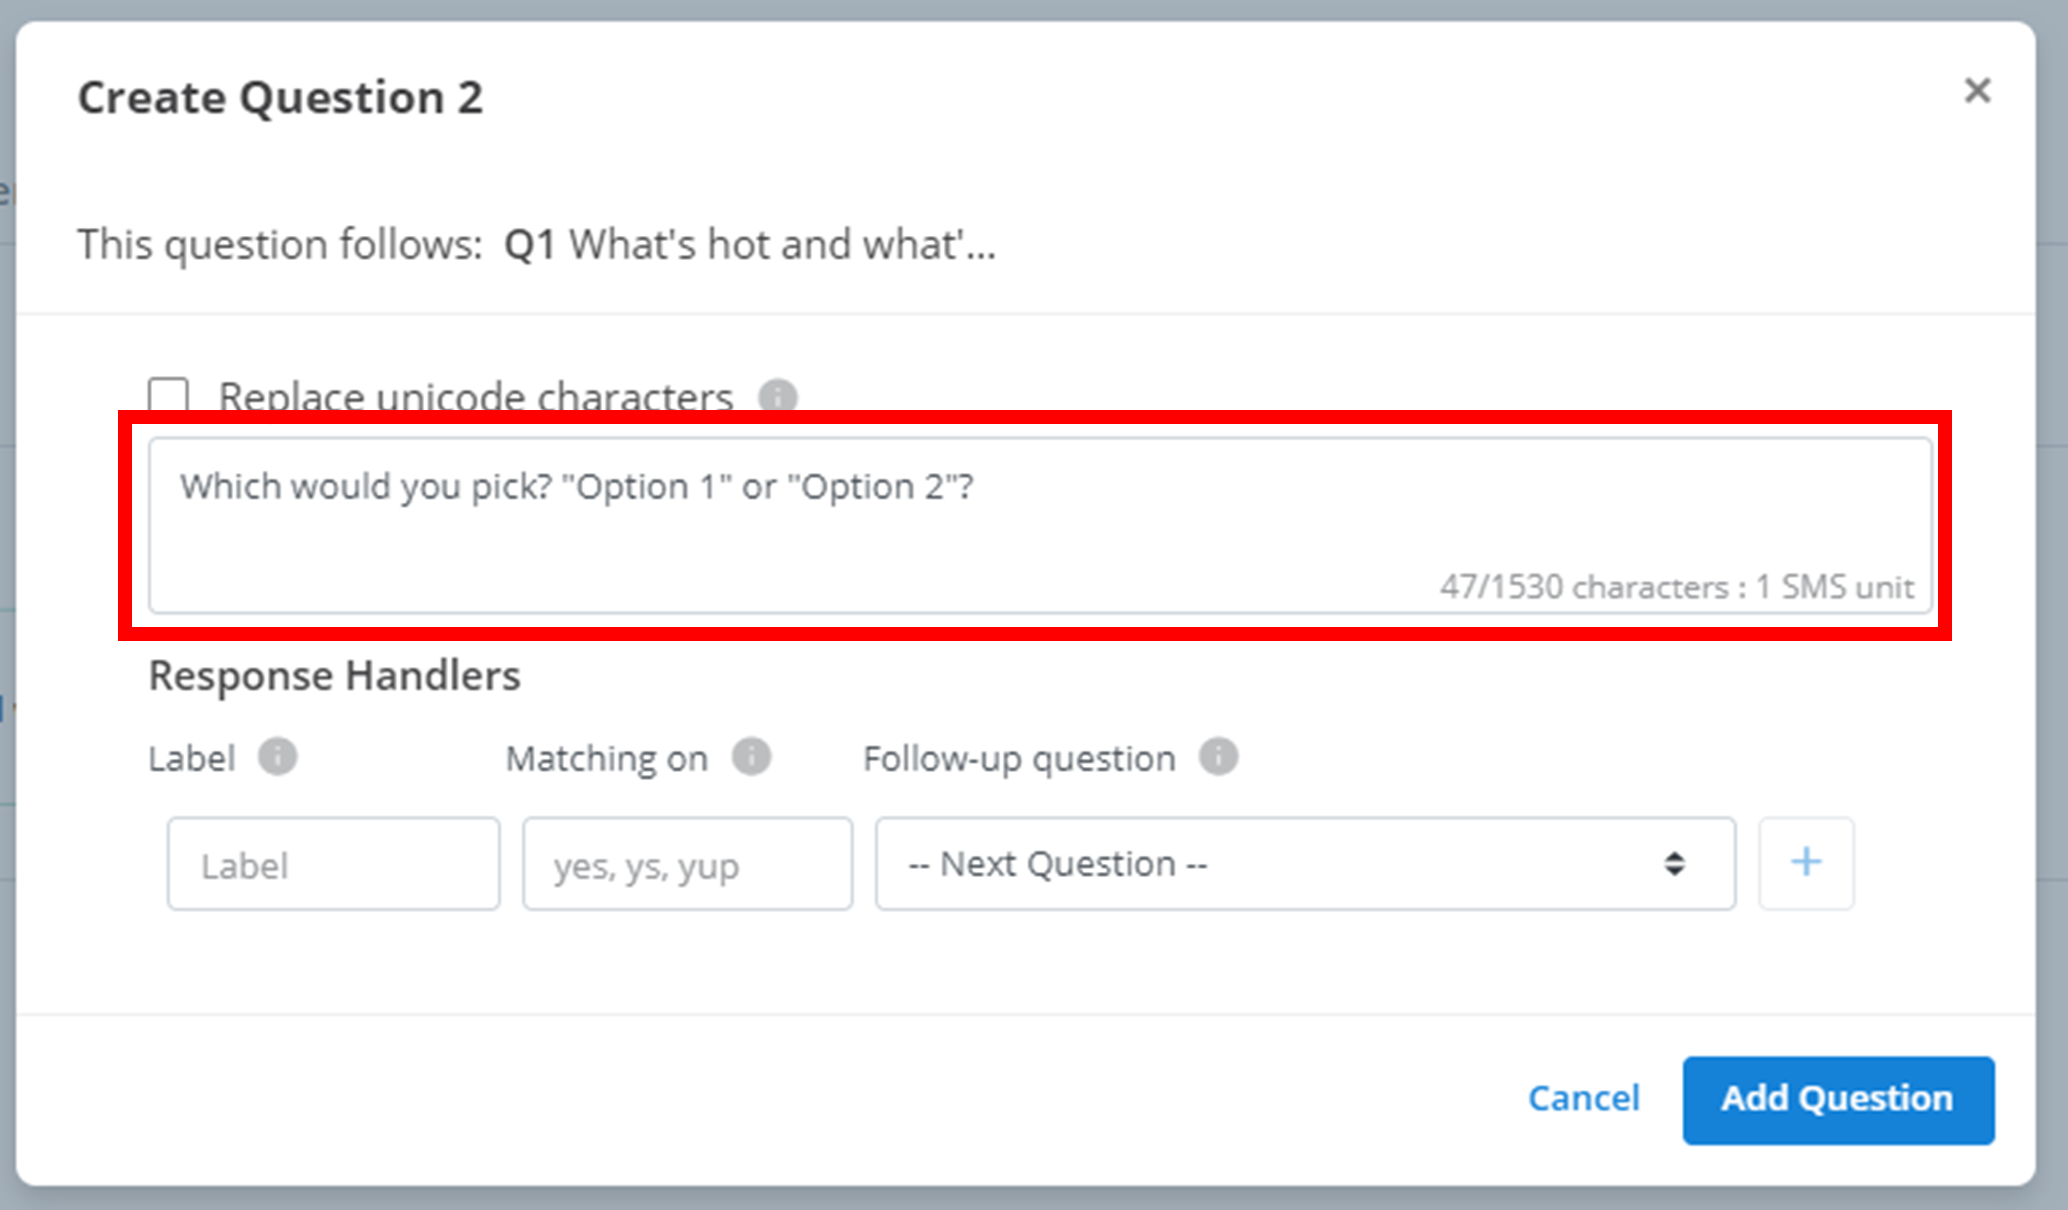 Create Question 2
This question follows: Q1 What's hot and what'...
Replace unicode characters
Which would you pick? "Option 1" or "Option 2"?
47/1530 characters : 1 SMS unit
Response Handlers
Label Matching on Follow-up question
Label yes, ys, yup -- Next Question --
Cancel Add Question